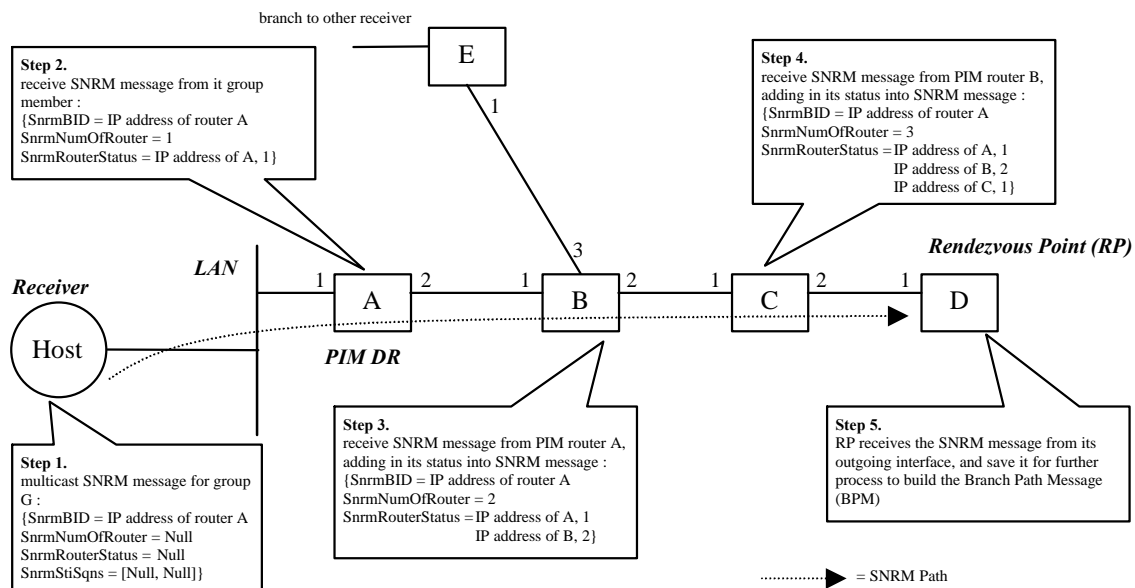 branch to other receiver
E
1
Step 2.
receive SNRM message from it group
member :
{SnrmBID = IP address of router A
SnrmNumOfRouter = 1
SnrmRouterStatus = IP address of A, 1}
Step 4.
receive SNRM message from PIM router B,
adding in its status into SNRM message :
{SnrmBID = IP address of router A
SnrmNumOfRouter = 3
SnrmRouterStatus = IP address of A, 1
IP address of B, 2
IP address of C, 1}
Rendezvous Point (RP)
LAN
Receiver
Host
1 A 2
PIM DR
3
1 B 2
1 C 2
1 D
Step 1.
multicast SNRM message for group
G :
{SnrmBID = IP address of router A
SnrmNumOfRouter = Null
SnrmRouterStatus = Null
SnrmStiSqns = [Null, Null]}
Step 3.
receive SNRM message from PIM router A,
adding in its status into SNRM message :
{SnrmBID = IP address of router A
SnrmNumOfRouter = 2
SnrmRouterStatus = IP address of A, 1
IP address of B, 2}
Step 5.
RP receives the SNRM message from its
outgoing interface, and save it for further
process to build the Branch Path Message
(BPM)
= SNRM Path